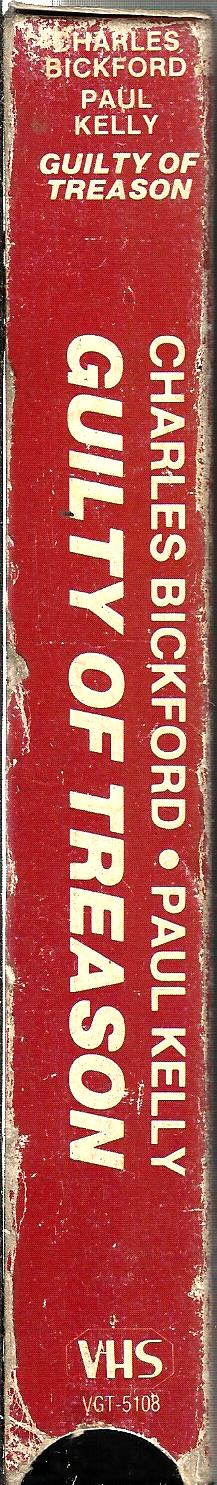 CHARLES
BICKFORD
PAUL
KELLY
GUILTY OF
TREASON
CHARLES BICKFORD • PAUL KELLY
GUILTY OF TREASON
VHS
VGT-5108